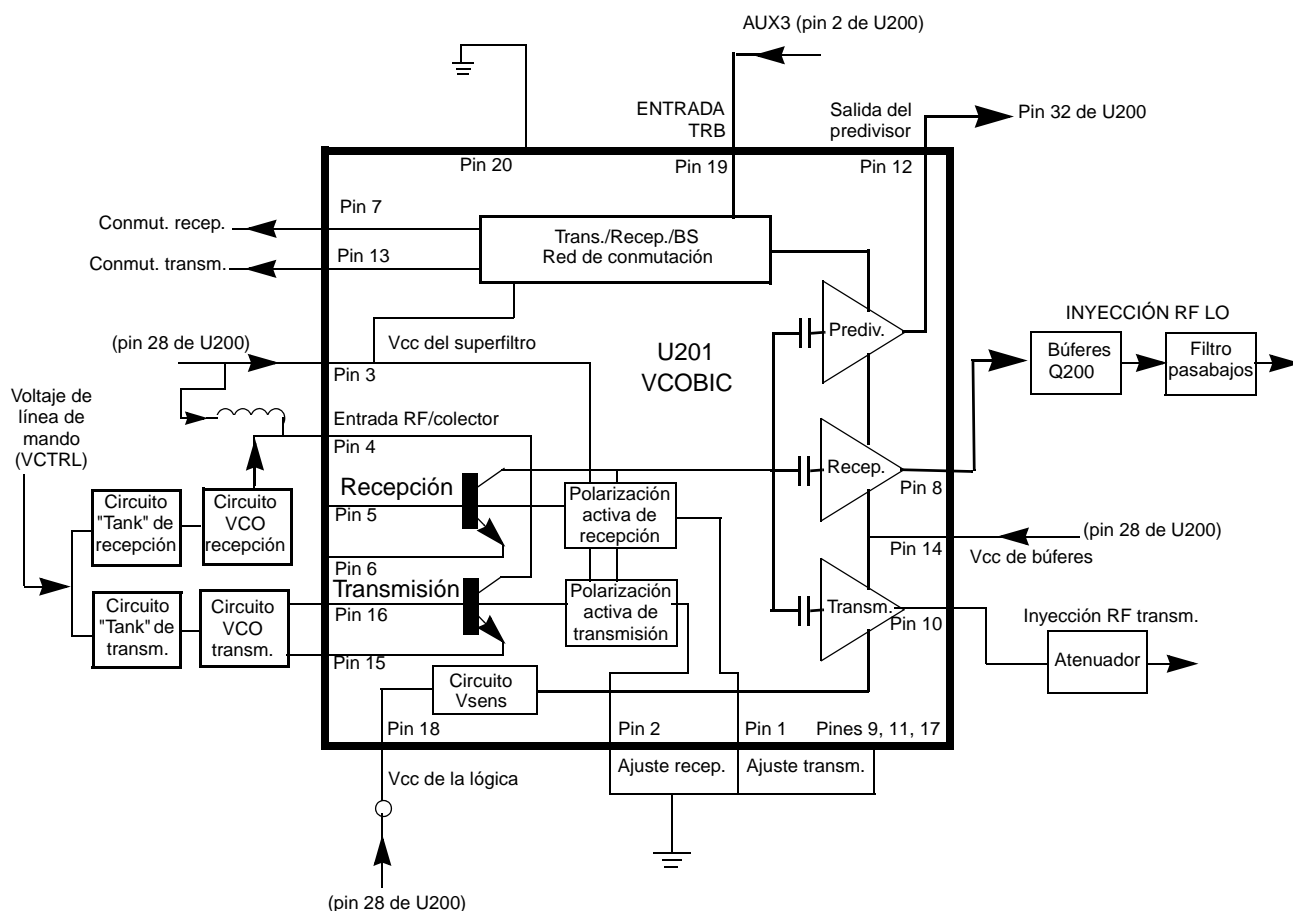 AUX3 (pin 2 de U200)
ENTRADA
TRB
Salida del
predivisor
Pin 32 de U200
Pin 20
Pin 19
Pin 12
Pin 7
Conmut. recep.
Trans./Recep./BS
Red de conmutación
Pin 13
Conmut. transm.
Prediv.
INYECCIÓN RF LO
(pin 28 de U200)
Vcc del superfiltro
U201
VCOBIC
Búferes
Q200
Filtro
pasabajos
Pin 3
Voltaje de
línea de
mando
(VCTRL)
Entrada RF/colector
Pin 4
Recepción
Recep.
Pin 8
Circuito
"Tank" de
recepción
Circuito
VCO
recepción
Pin 5
Polarización
activa de
recepción
(pin 28 de U200)
Pin 14
Vcc de búferes
Pin 6
Transmisión
Circuito
"Tank" de
transm.
Circuito
VCO
transm.
Pin 16
Polarización
activa de
transmisión
Transm.
Pin 10
Inyección RF transm.
Atenuador
Pin 15
Circuito
Vsens
Pin 18
Pin 2
Pin 1
Pines 9, 11, 17
Vcc de la lógica
Ajuste recep.
Ajuste transm.
(pin 28 de U200)